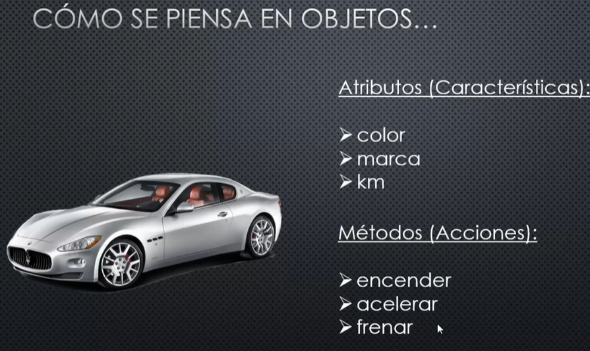 CÓMO SE PIENSA EN OBJETOS...
Atributos (Características):
color
marca
km
Métodos (Acciones):
encender
acelerar
frenar